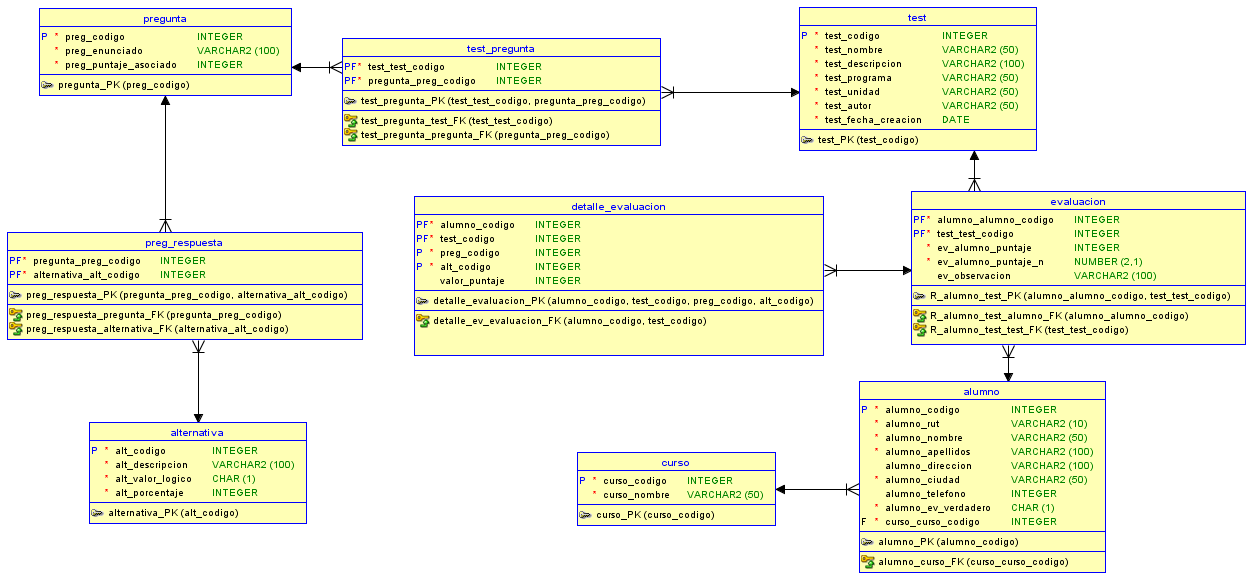 pregunta
P * preg_codigo INTEGER
* preg_enunciado VARCHAR2 (100)
* preg_puntaje_asociado INTEGER
pregunta_PK (preg_codigo)
test_pregunta
PF* test_test_codigo INTEGER
PF* pregunta_preg_codigo INTEGER
test_pregunta_PK (test_test_codigo, pregunta_preg_codigo)
test_pregunta_test_FK (test_test_codigo)
test_pregunta_pregunta_FK (pregunta_preg_codigo)
test
P * test_codigo INTEGER
* test_nombre VARCHAR2 (50)
* test_descripcion VARCHAR2 (100)
* test_programa VARCHAR2 (50)
* test_unidad VARCHAR2 (50)
* test_autor VARCHAR2 (50)
* test_fecha_creacion DATE
test_PK (test_codigo)
preg_respuesta
PF* pregunta_preg_codigo INTEGER
PF* alternativa_alt_codigo INTEGER
preg_respuesta_PK (pregunta_preg_codigo, alternativa_alt_codigo)
preg_respuesta_pregunta_FK (pregunta_preg_codigo)
preg_respuesta_alternativa_FK (alternativa_alt_codigo)
detalle_evaluacion
PF* alumno_codigo INTEGER
PF* test_codigo INTEGER
P * preg_codigo INTEGER
P * alt_codigo INTEGER
valor_puntaje INTEGER
detalle_evaluacion_PK (alumno_codigo, test_codigo, preg_codigo, alt_codigo)
detalle_ev_evaluacion_FK (alumno_codigo, test_codigo)
evaluacion
PF* alumno_alumno_codigo INTEGER
PF* test_test_codigo INTEGER
* ev_alumno_puntaje INTEGER
* ev_alumno_puntaje_n NUMBER (2,1)
ev_observacion VARCHAR2 (100)
R_alumno_test_PK (alumno_alumno_codigo, test_test_codigo)
R_alumno_test_alumno_FK (alumno_alumno_codigo)
R_alumno_test_test_FK (test_test_codigo)
alternativa
P * alt_codigo INTEGER
* alt_descripcion VARCHAR2 (100)
* alt_valor_logico CHAR (1)
* alt_porcentaje INTEGER
alternativa_PK (alt_codigo)
curso
P * curso_codigo INTEGER
* curso_nombre VARCHAR2 (50)
curso_PK (curso_codigo)
alumno
P * alumno_codigo INTEGER
* alumno_rut VARCHAR2 (10)
* alumno_nombre VARCHAR2 (50)
* alumno_apellidos VARCHAR2 (100)
alumno_direccion VARCHAR2 (100)
* alumno_ciudad VARCHAR2 (50)
alumno_telefono INTEGER
* alumno_ev_verdadero CHAR (1)
F * curso_curso_codigo INTEGER
alumno_PK (alumno_codigo)
alumno_curso_FK (curso_curso_codigo)